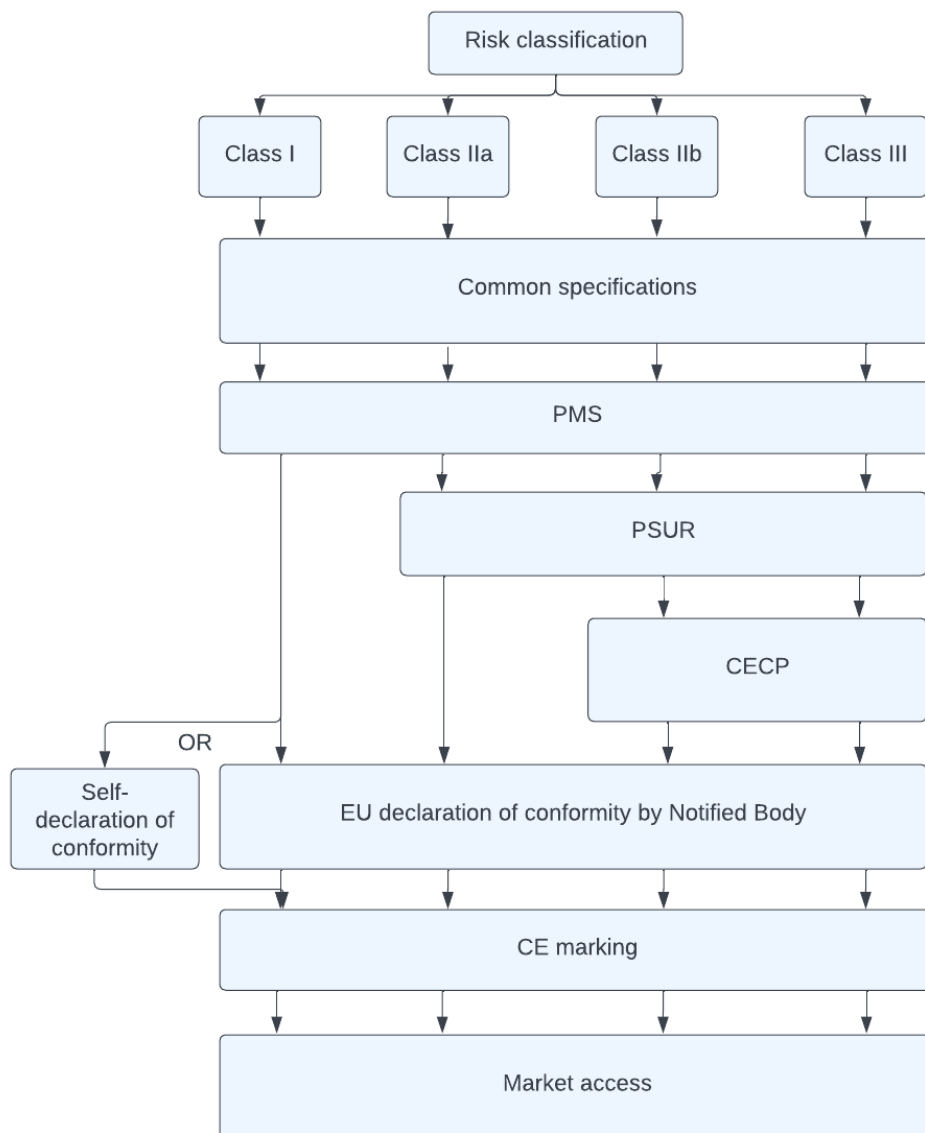 Risk classification
Class I
Class IIa
Class IIb
Class III
Common specifications
PMS
PSUR
CECP
OR
Self-
declaration of
conformity
EU declaration of conformity by Notified Body
CE marking
Market access